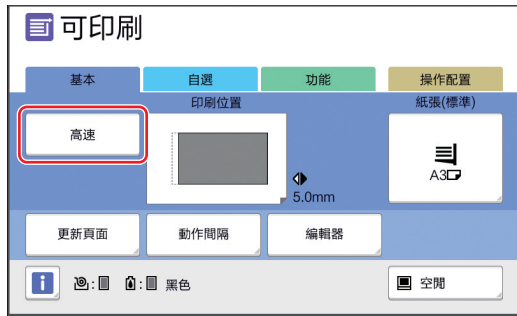 可印刷
基本 自選 功能 操作配置
印刷位置 紙張(標準)
高速
A3
5.0mm
更新頁面 動作間隔 編輯器
i : : 黑色 空閒